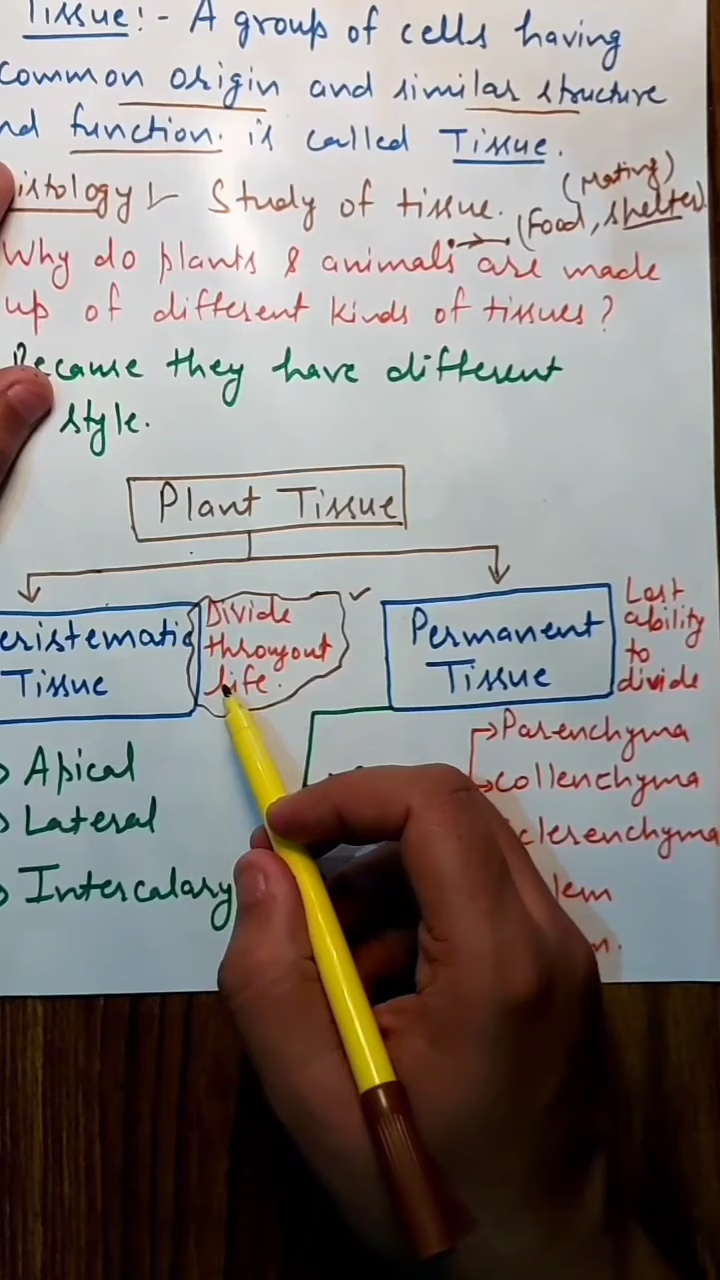 Tissue:- A group of cells having
common origin and similar structure
nd function. is called Tissue.
istology :- Study of tissue.
(Mating)
(Food, shelter)
Why do plants & animals are made
up of different kinds of tissues?
Because they have different
style.
Plant Tissue
eristematic
Tissue
Divide
througout
life.
Permanent
Tissue
Lost
ability
to
divide
Apical
Lateral
Intercalary
Parenchyma
Collenchyma
clerenchyma
lem
m.